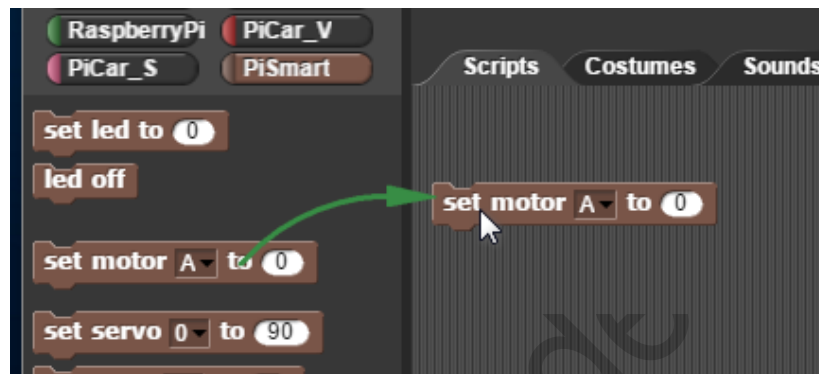 RaspberryPi PiCar_V
PiCar_S PiSmart
Scripts Costumes Sounds
set led to 0
led off
set motor A to 0
set motor A to 0
set servo 0 to 90